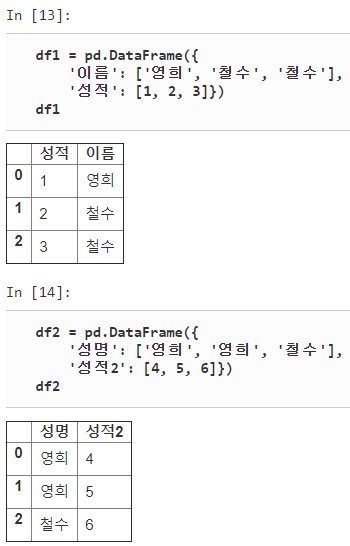 In [13]:
df1 = pd.DataFrame({
'이름': ['영희', '철수', '철수'],
'성적': [1, 2, 3]})
df1
성적 이름
0 1 영희
1 2 철수
2 3 철수
In [14]:
df2 = pd.DataFrame({
'성명': ['영희', '영희', '철수'],
'성적2': [4, 5, 6]})
df2
성명 성적2
0 영희 4
1 영희 5
2 철수 6